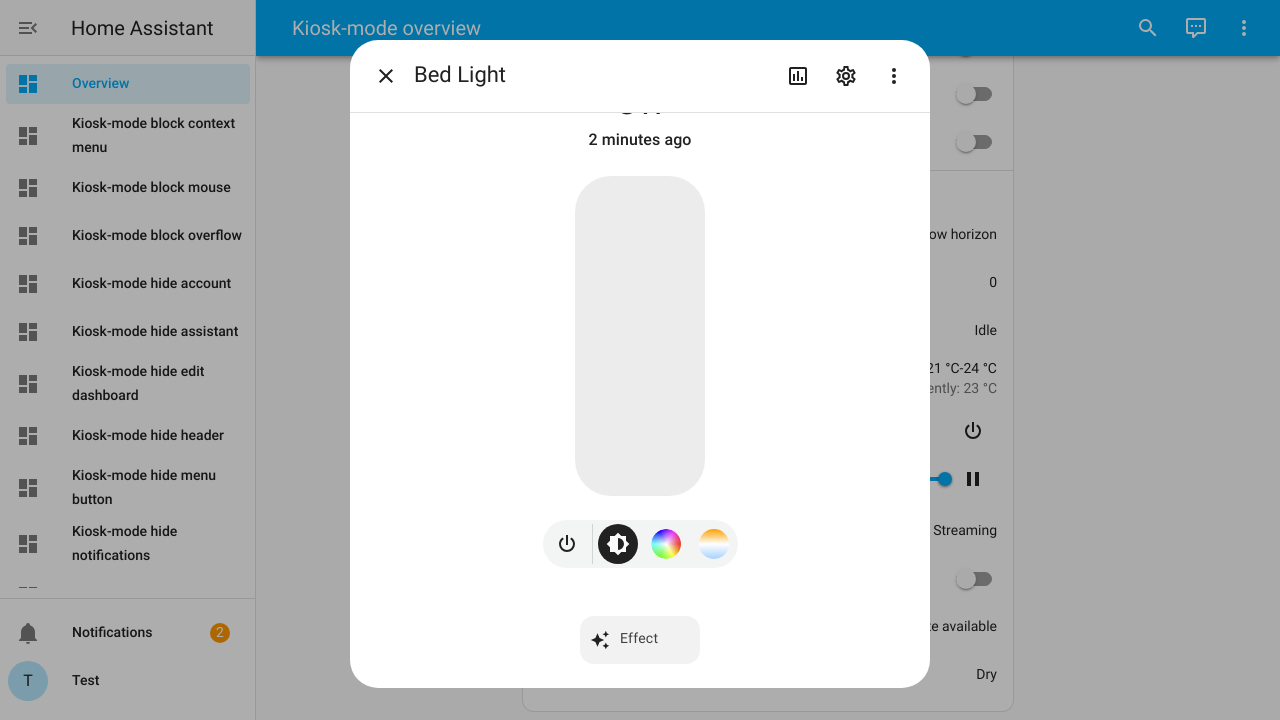 Home Assistant
Kiosk-mode overview
Overview
Kiosk-mode block context
menu
Kiosk-mode block mouse
Kiosk-mode block overflow
Kiosk-mode hide account
Kiosk-mode hide assistant
Kiosk-mode hide edit
dashboard
Kiosk-mode hide header
Kiosk-mode hide menu
button
Kiosk-mode hide
notifications
Notifications
2
T
Test
Bed Light
2 minutes ago
Effect
horizon
0
Idle
21 °C-24 °C
23 °C
Streaming
available
Dry